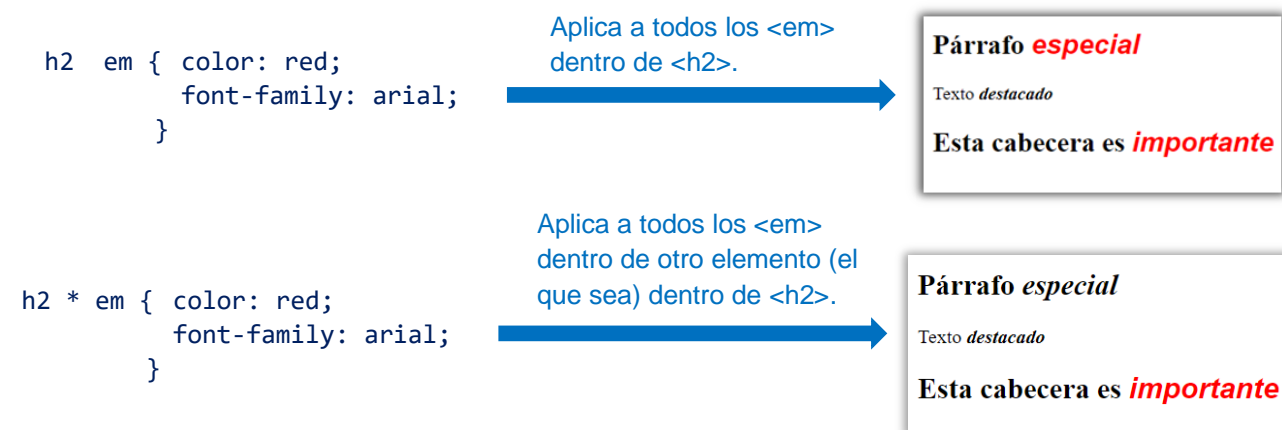 h2  em { color: red;
font-family: arial;
}
Aplica a todos los <em>
dentro de <h2>.
Párrafo especial
Texto destacado
Esta cabecera es importante
h2 * em { color: red;
font-family: arial;
}
Aplica a todos los <em>
dentro de otro elemento (el
que sea) dentro de <h2>.
Párrafo especial
Texto destacado
Esta cabecera es importante